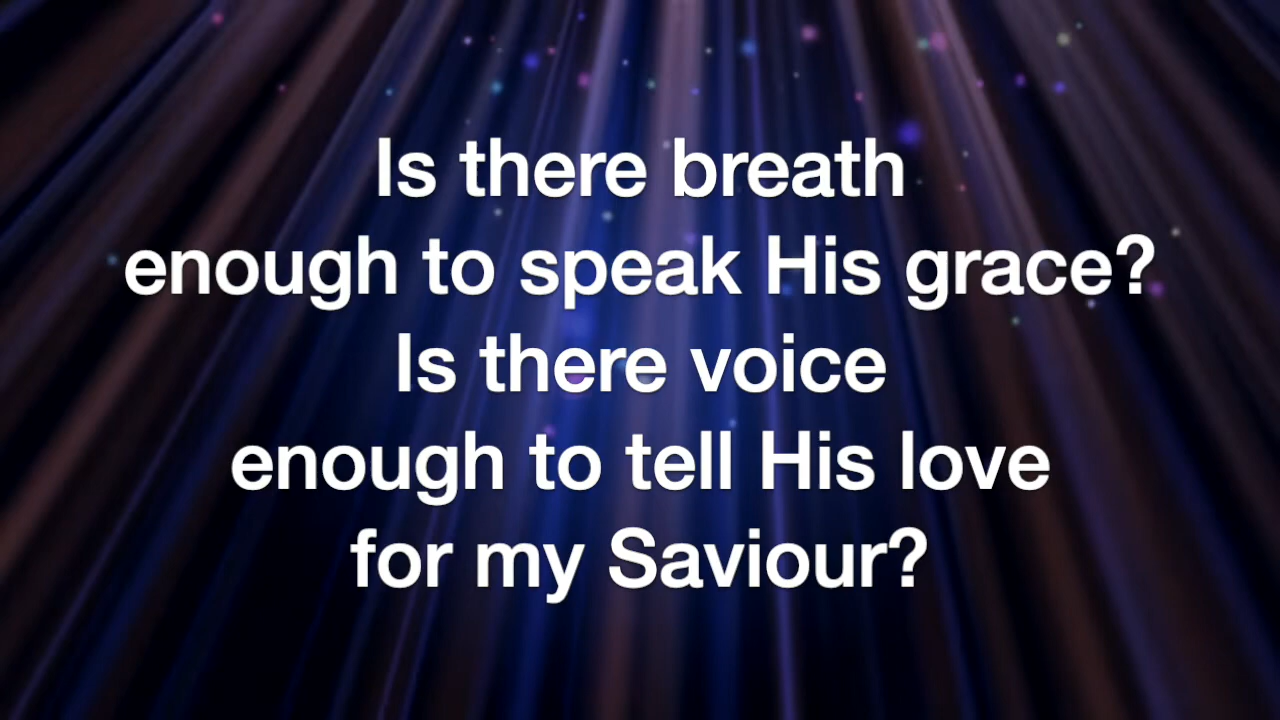 Is there breath
enough to speak His grace?
Is there voice
enough to tell His love
for my Saviour?